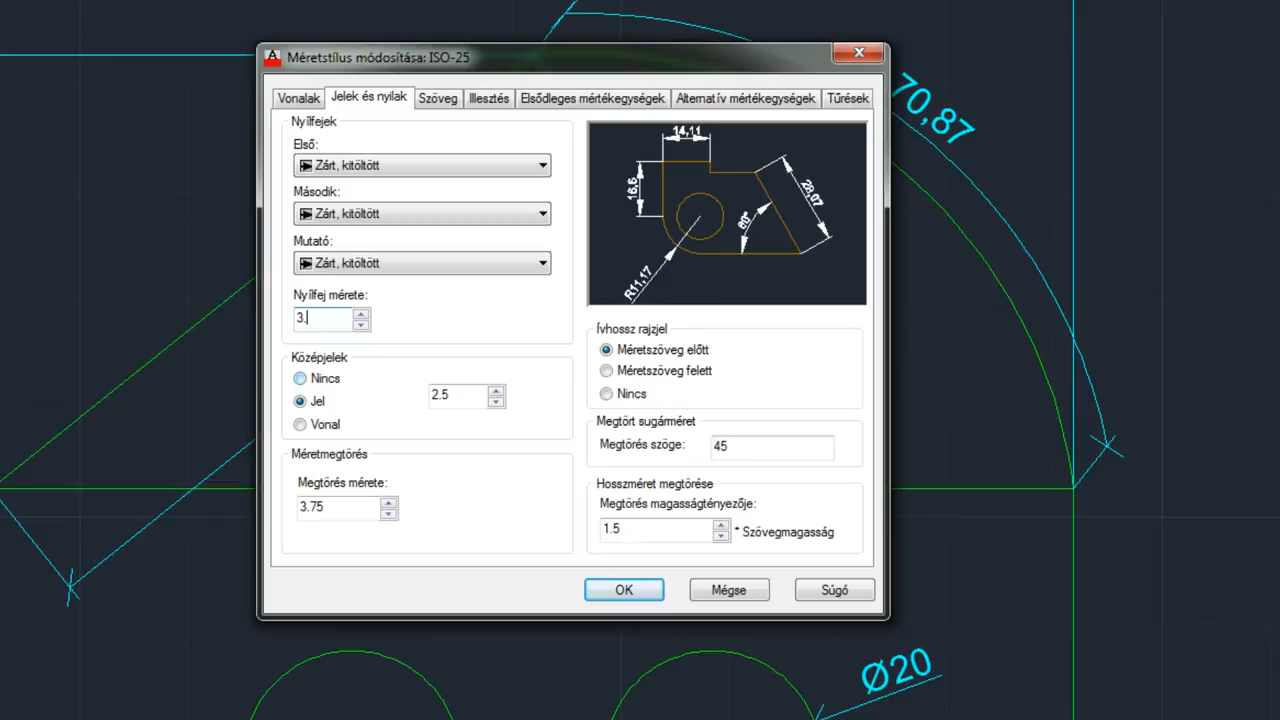 Méretstílus módosítása: ISO-25
Vonalak
Jelek és nyilak
Szöveg
Illesztés
Elsődleges mértékegységek
Alternatív mértékegységek
Tűrések
Nyílfejek
Első:
Zárt, kitöltött
Második:
Zárt, kitöltött
Mutató:
Zárt, kitöltött
Nyílfej mérete:
3.
Középjelek
Nincs
Jel
Vonal
2.5
Méretmegtörés
Megtörés mérete:
3.75
14,11
16,6
28,07
60°
R11,17
Ívhossz rajzjel
Méretszöveg előtt
Méretszöveg felett
Nincs
Megtört sugárméret
Megtörés szöge:
45
Hosszméret megtörése
Megtörés magasságtényezője:
1.5
* Szövegmagasság
OK
Mégse
Súgó
70,87
Ø20